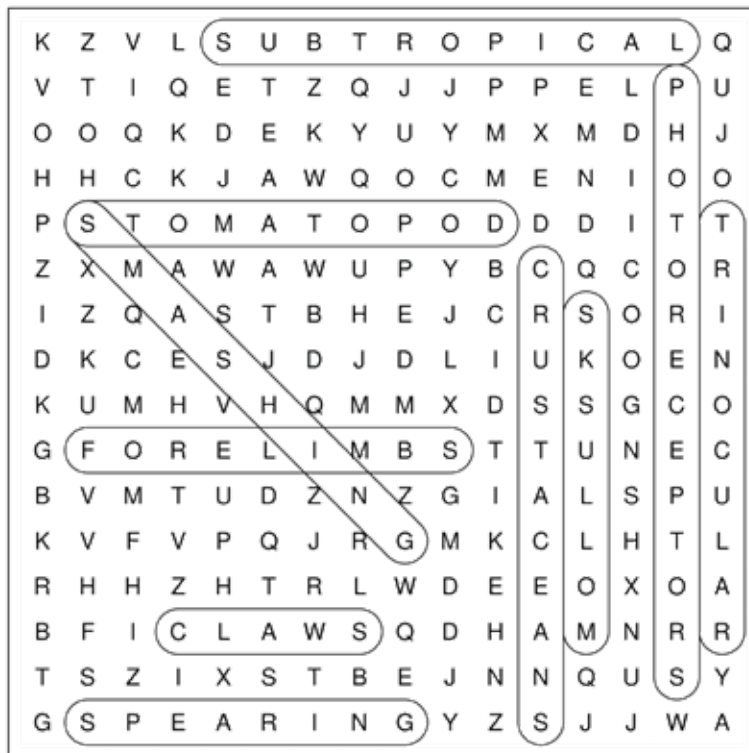 K Z V L S U B T R O P I C A L Q
V T I Q E T Z Q J J P P E L P U
O O Q K D E K Y U Y M X M D H J
H H C K J A W Q O C M E N I O O
P S T O M A T O P O D D D I T T
Z X M A W A W U P Y B C Q C O R
I Z Q A S T B H E J C R S O R I
D K C E S J D J D L I U K O E N
K U M H V H Q M M X D S S G C O
G F O R E L I M B S T T U N E C
B V M T U D Z N Z G I A L S P U
K V F V P Q J R G M K C L H T L
R H H Z H T R L W D E E O X O A
B F I C L A W S Q D H A M N R R
T S Z I X S T B E J N N Q U S Y
G S P E A R I N G Y Z S J J W A